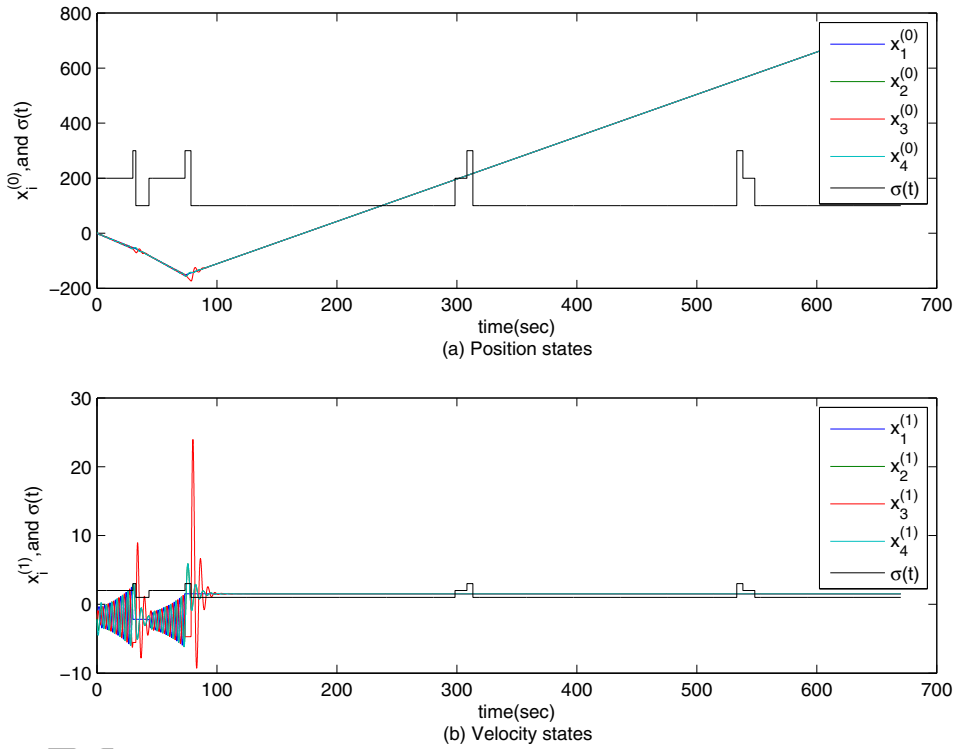 800
600
400
200
0
−200
x_i^(0), and σ(t)
x_1^(0)
x_2^(0)
x_3^(0)
x_4^(0)
σ(t)
0 100 200 300 400 500 600 700
time(sec)
(a) Position states
30
20
10
0
−10
x_i^(1), and σ(t)
x_1^(1)
x_2^(1)
x_3^(1)
x_4^(1)
σ(t)
0 100 200 300 400 500 600 700
time(sec)
(b) Velocity states